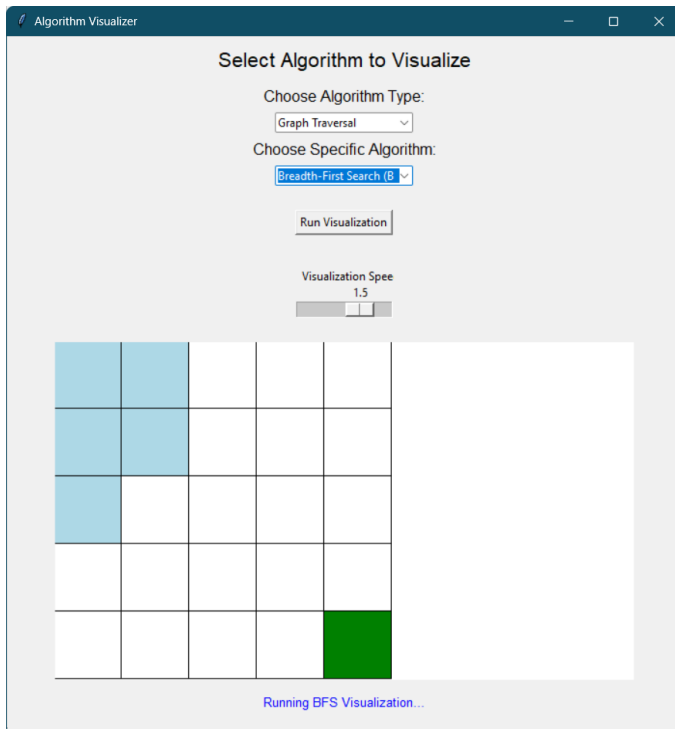 Algorithm Visualizer
Select Algorithm to Visualize
Choose Algorithm Type:
Graph Traversal
Choose Specific Algorithm:
Breadth-First Search (B
Run Visualization
Visualization Spee
1.5
Running BFS Visualization...